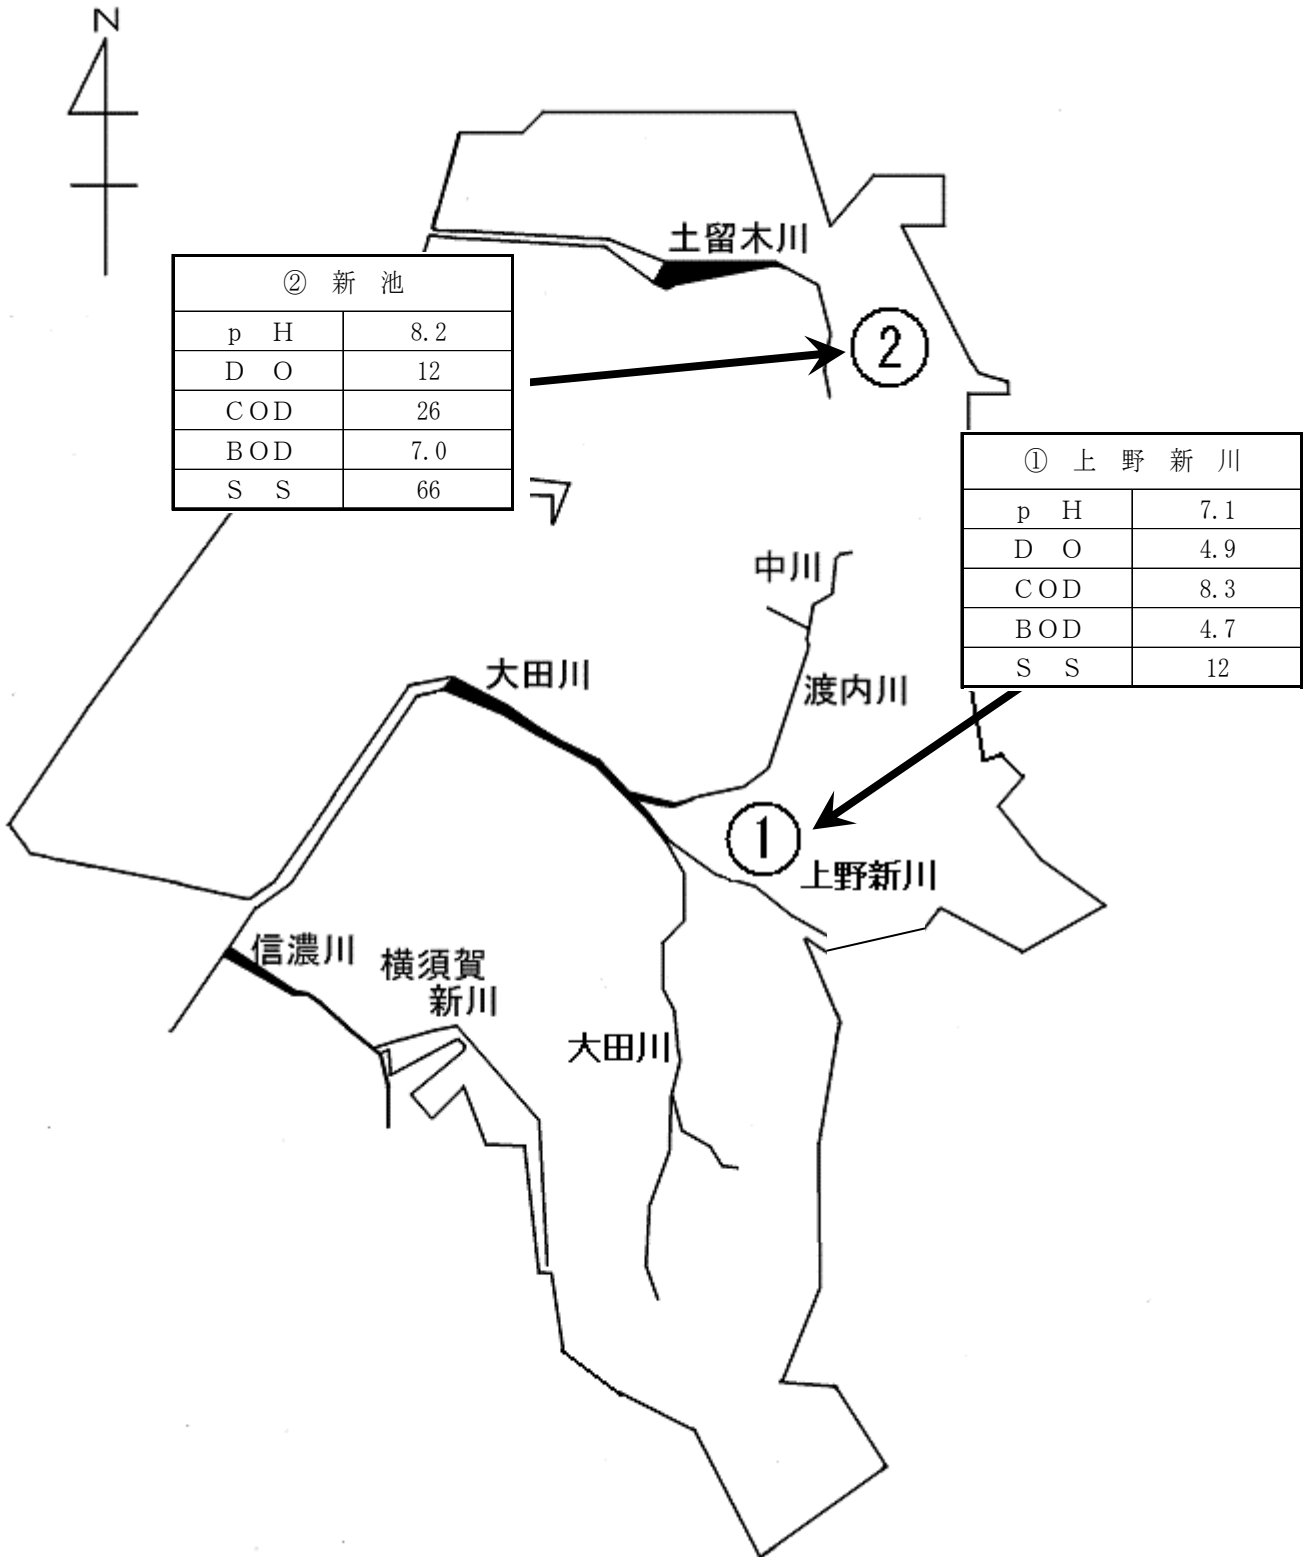 N
土留木川
② 新 池
p H 8.2
D O 12
COD 26
BOD 7.0
S S 66
②
① 上 野 新 川
p H 7.1
D O 4.9
COD 8.3
BOD 4.7
S S 12
中川
大田川
渡内川
①
上野新川
信濃川
横須賀
新川
大田川